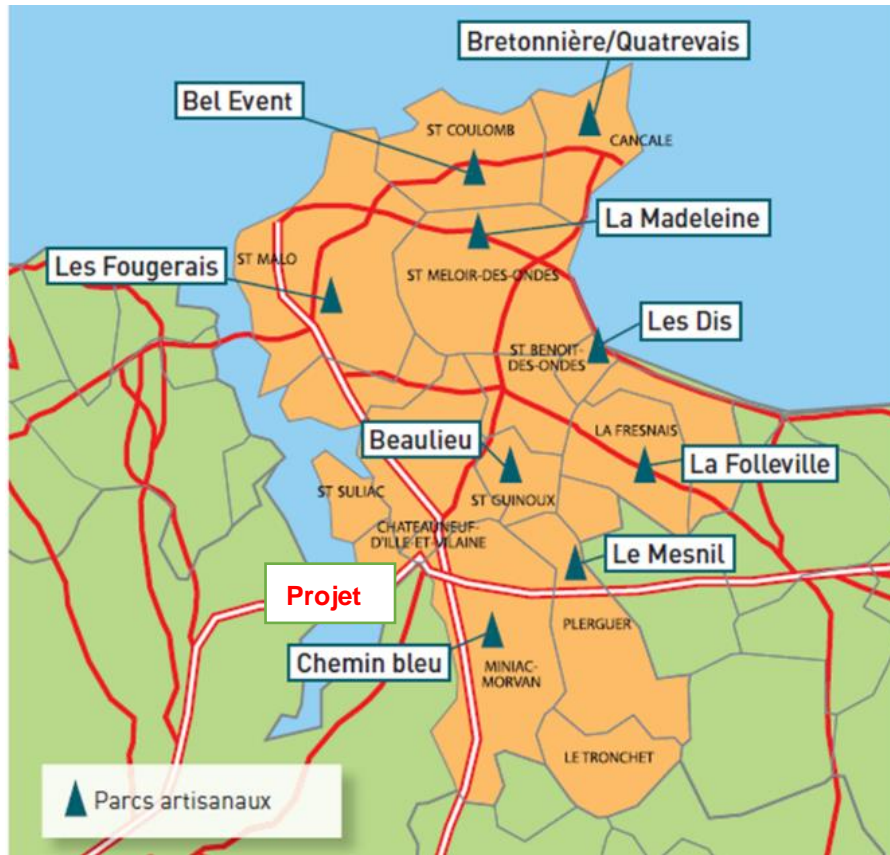 Bretonnière/Quatrevais
Bel Event
ST COULOMB
CANCALE
La Madeleine
ST MALO
Les Fougerais
ST MELOIR-DES-ONDES
Les Dis
ST BENOIT-
DES-ONDES
LA FRESNAIS
Beaulieu
La Folleville
ST SULIAC
ST GUINOUX
CHATEAUNEUF-
D'ILLE-ET-VILAINE
Le Mesnil
Projet
PLERGUER
Chemin bleu
MINIAC-
MORVAN
LE TRONCHET
Parcs artisanaux